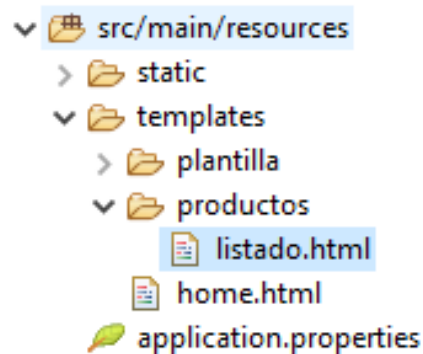 src/main/resources
static
templates
plantilla
productos
listado.html
home.html
application.properties